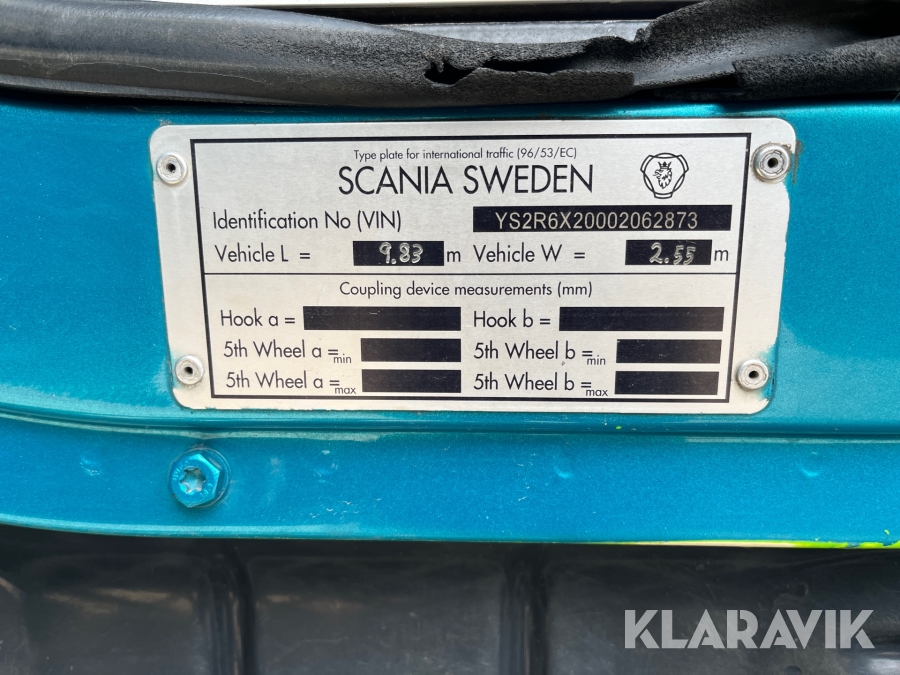 Type plate for international traffic (96/53/EC)
SCANIA SWEDEN
Identification No (VIN) YS2R6X20002062873
Vehicle L = 9.83 m Vehicle W = 2.55 m
Coupling device measurements (mm)
Hook a = Hook b =
5th Wheel a =min 5th Wheel b =min
5th Wheel a =max 5th Wheel b =max
KLARAVIK